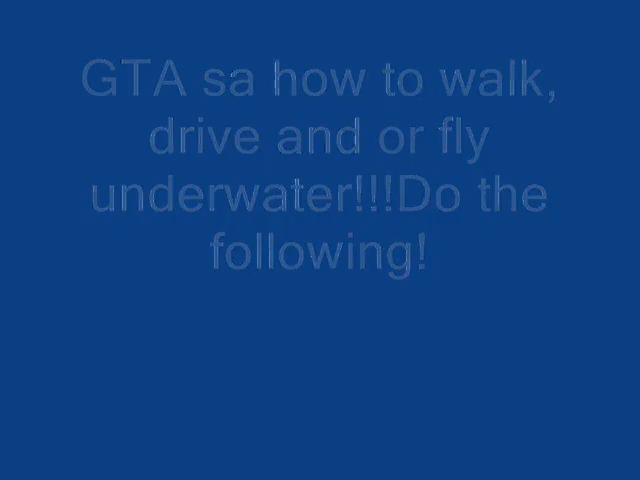 GTA sa how to walk,
drive and or fly
underwater!!!Do the
following!